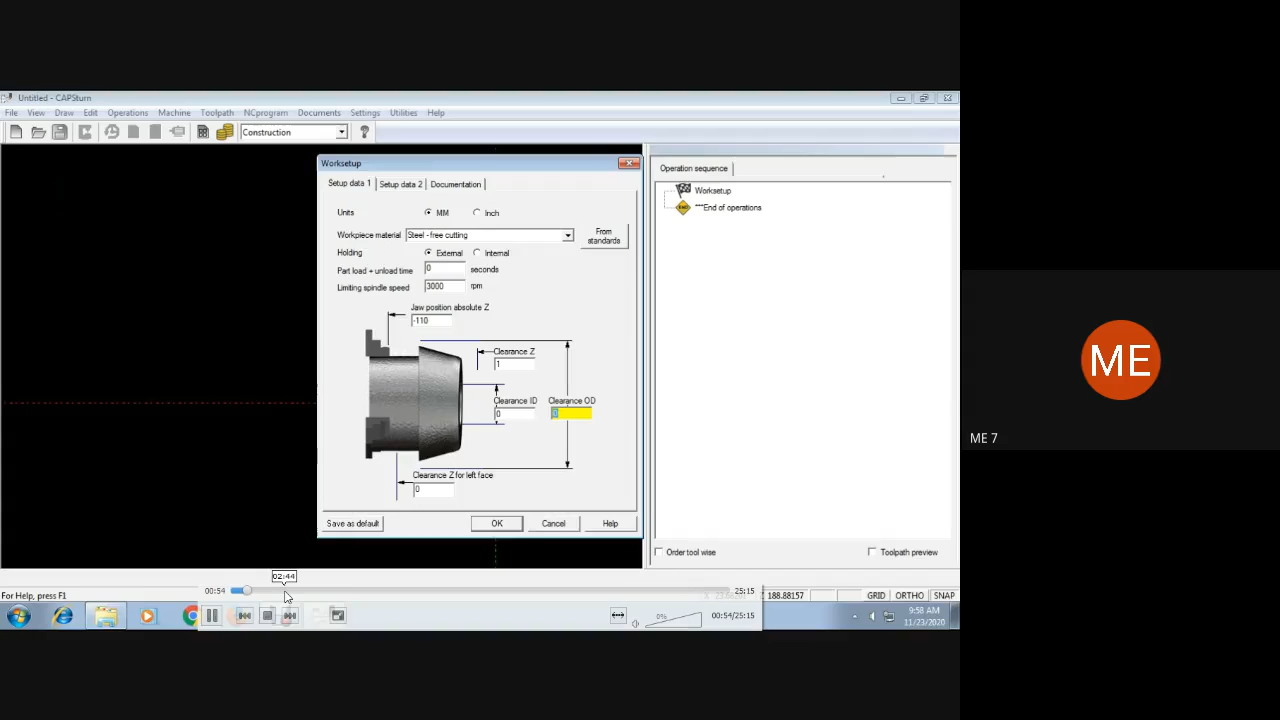 Untitled - CAPSturn
File View Draw Edit Operations Machine Toolpath NCprogram Documents Settings Utilities Help
Construction
Worksetup
Setup data 1 Setup data 2 Documentation
Units MM Inch
Workpiece material Steel - free cutting From standards
Holding External Internal
Part load + unload time 0 seconds
Limiting spindle speed 3000 rpm
Jaw position absolute Z
-110
Clearance Z
1
Clearance ID Clearance OD
0 0
Clearance Z for left face
0
Save as default OK Cancel Help
Operation sequence
Worksetup
END ***End of operations
Order tool wise Toolpath preview
ME
ME 7
02:44
For Help, press F1
00:54 25:15
188.88157 GRID ORTHO SNAP
0% 00:54/25:15
9:58 AM
11/23/2020